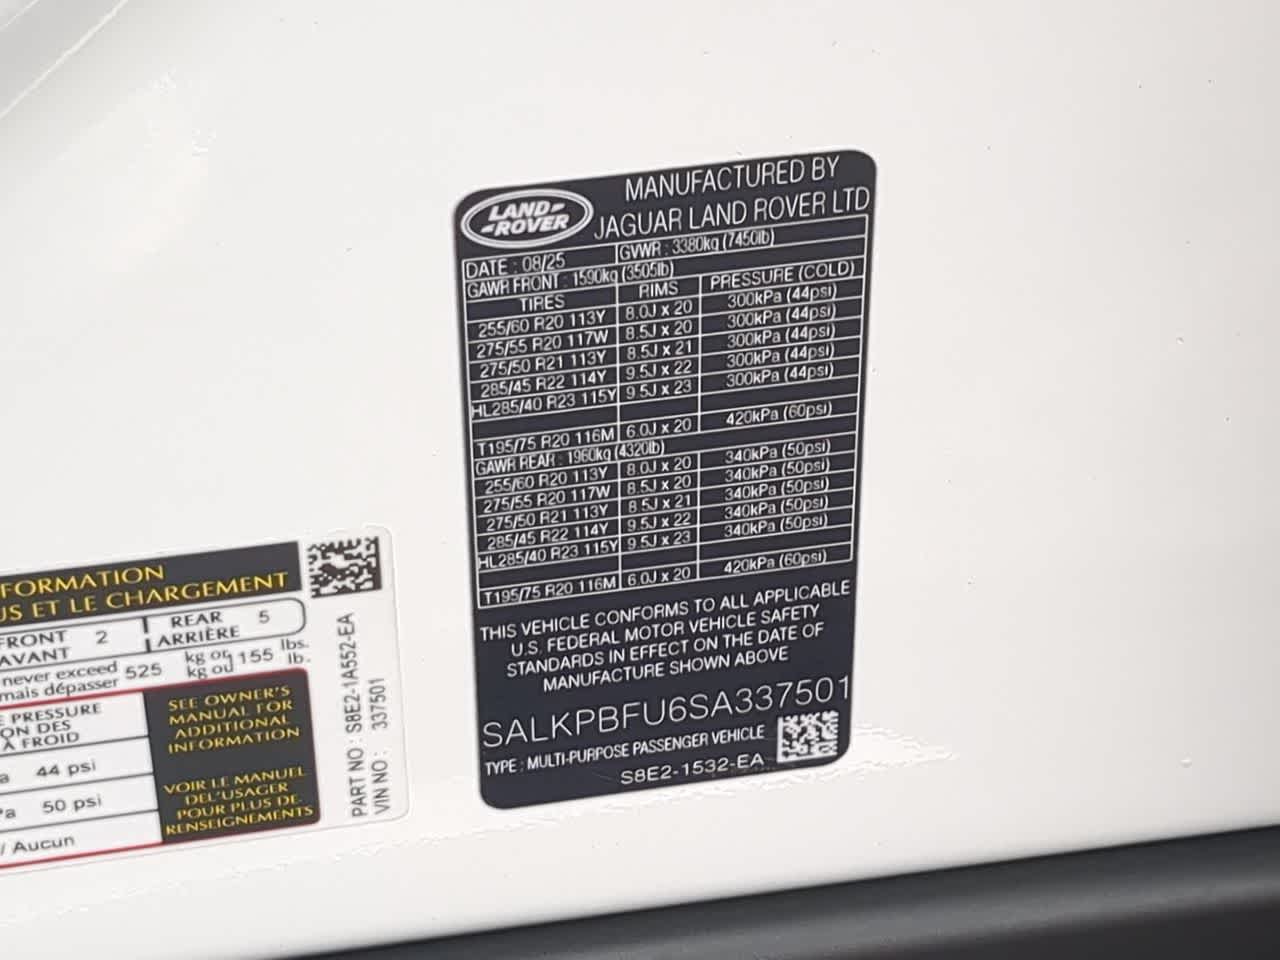 LAND-
-ROVER
MANUFACTURED BY
JAGUAR LAND ROVER LTD
DATE : 08/25 GVWR : 3380kg (7450lb)
GAWR FRONT : 1590kg (3505lb)
TIRES RIMS PRESSURE (COLD)
255/60 R20 113Y 8.0J x 20 300kPa (44psi)
275/55 R20 117W 8.5J x 20 300kPa (44psi)
275/50 R21 113Y 8.5J x 21 300kPa (44psi)
285/45 R22 114Y 9.5J x 22 300kPa (44psi)
HL285/40 R23 115Y 9.5J x 23 300kPa (44psi)
T195/75 R20 116M 6.0J x 20 420kPa (60psi)
GAWR REAR : 1960kg (4320lb)
255/60 R20 113Y 8.0J x 20 340kPa (50psi)
275/55 R20 117W 8.5J x 20 340kPa (50psi)
275/50 R21 113Y 8.5J x 21 340kPa (50psi)
285/45 R22 114Y 9.5J x 22 340kPa (50psi)
HL285/40 R23 115Y 9.5J x 23 340kPa (50psi)
T195/75 R20 116M 6.0J x 20 420kPa (60psi)
THIS VEHICLE CONFORMS TO ALL APPLICABLE
U.S. FEDERAL MOTOR VEHICLE SAFETY
STANDARDS IN EFFECT ON THE DATE OF
MANUFACTURE SHOWN ABOVE
SALKPBFU6SA337501
TYPE : MULTI-PURPOSE PASSENGER VEHICLE
S8E2-1532-EA
FORMATION
US ET LE CHARGEMENT
FRONT 2 REAR 5
AVANT ARRIÈRE
never exceed 525 kg or 1155 lbs.
mais dépasser kg ou lb.
E PRESSURE
ON DES
À FROID
a 44 psi
Pa 50 psi
/ Aucun
SEE OWNER'S
MANUAL FOR
ADDITIONAL
INFORMATION
VOIR LE MANUEL
DEL'USAGER
POUR PLUS DE
RENSEIGNEMENTS
PART NO : S8E2-1A552-EA
VIN NO : 337501